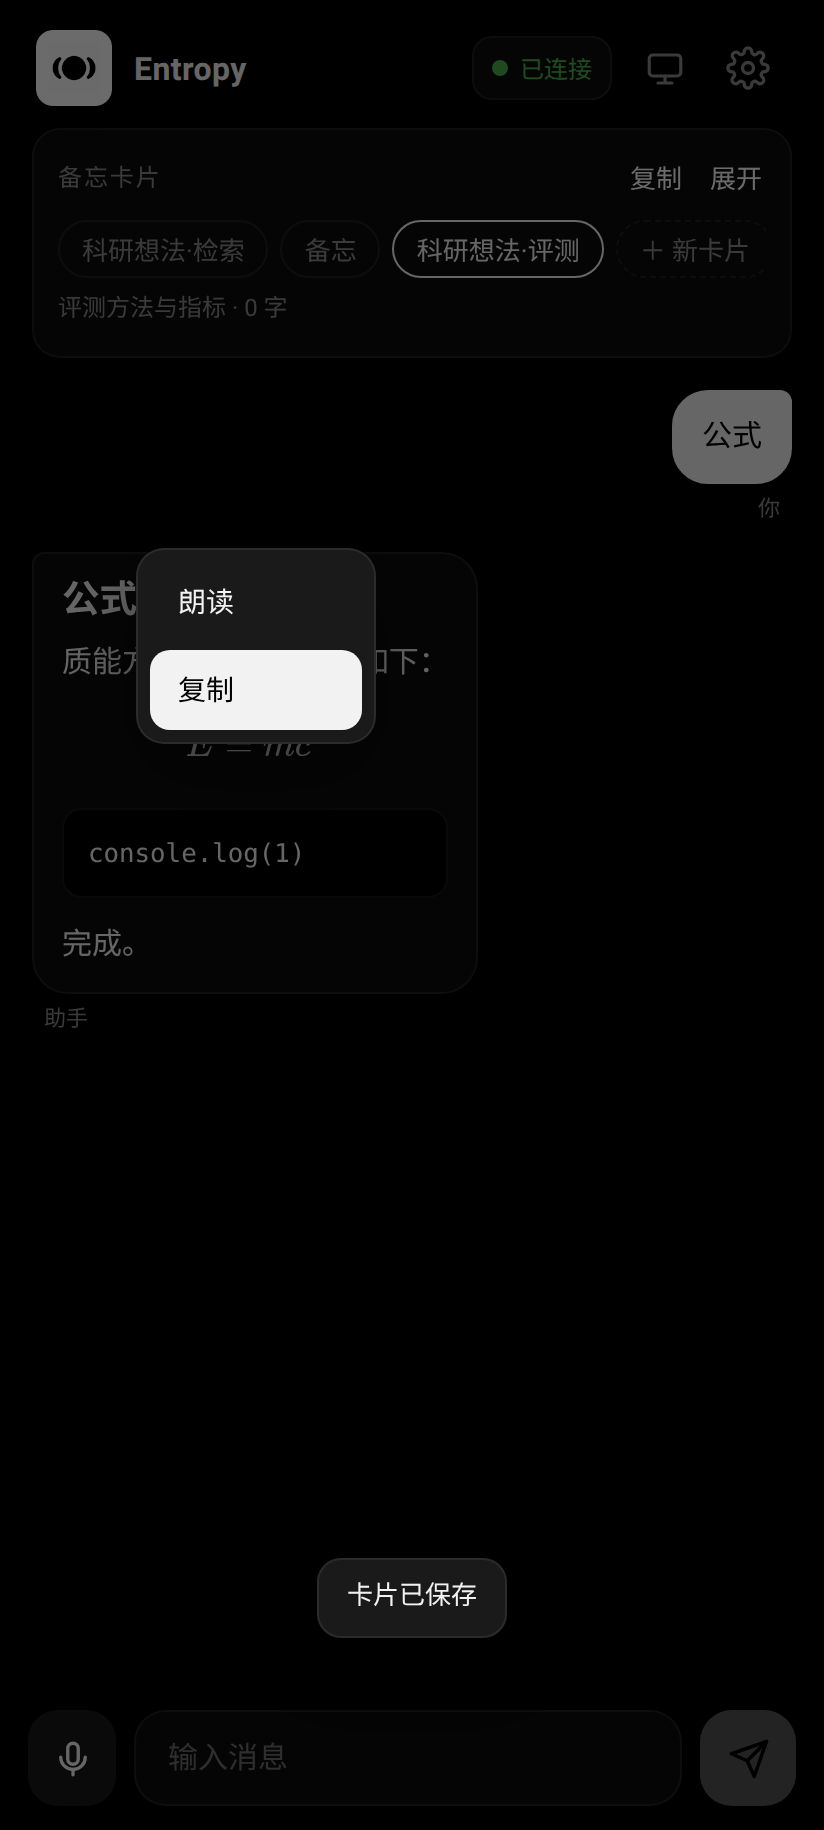 Entropy
已连接
备忘卡片
复制 展开
科研想法·检索 备忘 科研想法·评测 + 新卡片
评测方法与指标 · 0 字
公式
你
公式
朗读
质能 如下：
复制
E = mc
console.log(1)
完成。
助手
卡片已保存
输入消息